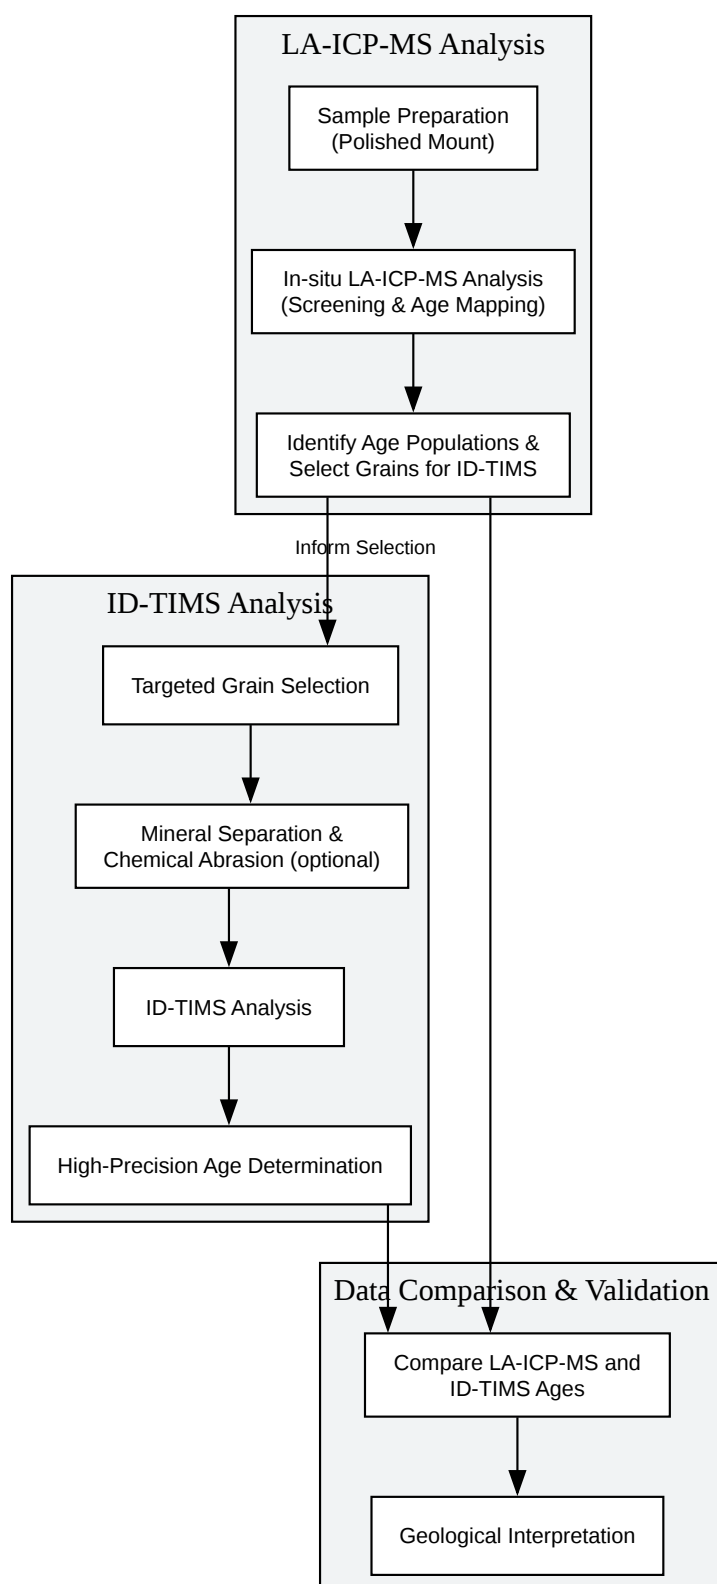 LA-ICP-MS Analysis
Sample Preparation
(Polished Mount)
In-situ LA-ICP-MS Analysis
(Screening & Age Mapping)
Identify Age Populations &
Select Grains for ID-TIMS
Inform Selection
ID-TIMS Analysis
Targeted Grain Selection
Mineral Separation &
Chemical Abrasion (optional)
ID-TIMS Analysis
High-Precision Age Determination
Data Comparison & Validation
Compare LA-ICP-MS and
ID-TIMS Ages
Geological Interpretation